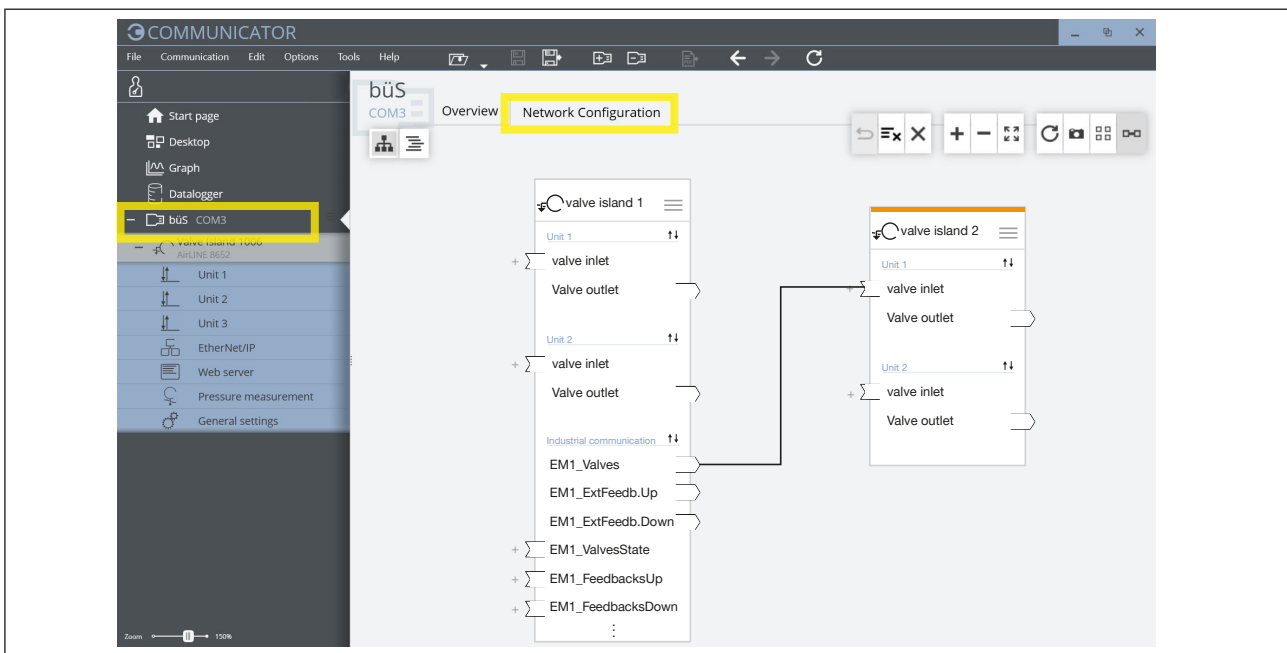 COMMUNICATOR
File Communication Edit Options Tools Help
Start page
Desktop
Graph
Datalogger
büS COM3
Valve Island 1000
AirLINE 8652
Unit 1
Unit 2
Unit 3
EtherNet/IP
Web server
Pressure measurement
General settings
Zoom 150%
büS
COM3
Overview Network Configuration
valve island 1
Unit 1
valve inlet
Valve outlet
Unit 2
valve inlet
Valve outlet
Industrial communication
EM1_Valves
EM1_ExtFeedb.Up
EM1_ExtFeedb.Down
EM1_ValvesState
EM1_FeedbacksUp
EM1_FeedbacksDown
valve island 2
Unit 1
valve inlet
Valve outlet
Unit 2
valve inlet
Valve outlet